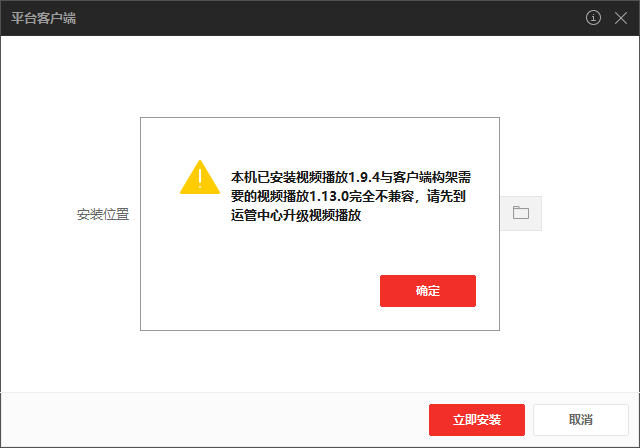 平台客户端
本机已安装视频播放1.9.4与客户端构架需
要的视频播放1.13.0完全不兼容，请先到
运管中心升级视频播放
安装位置
确定
立即安装
取消